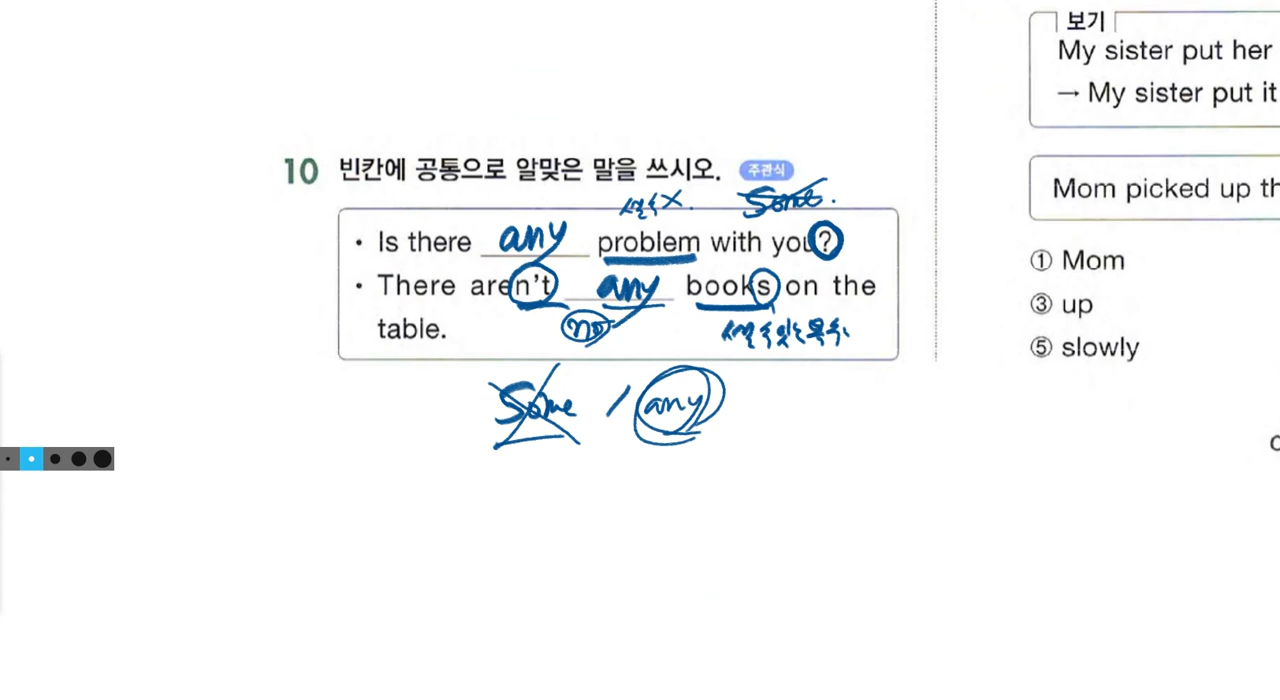 보기
My sister put her
→ My sister put it
10 빈칸에 공통으로 알맞은 말을 쓰시오. 주관식
셀수X. Some.
• Is there any problem with you?
• There aren't any books on the
table.
no 셀수있는복수
Some / any
Mom picked up th
① Mom
③ up
⑤ slowly